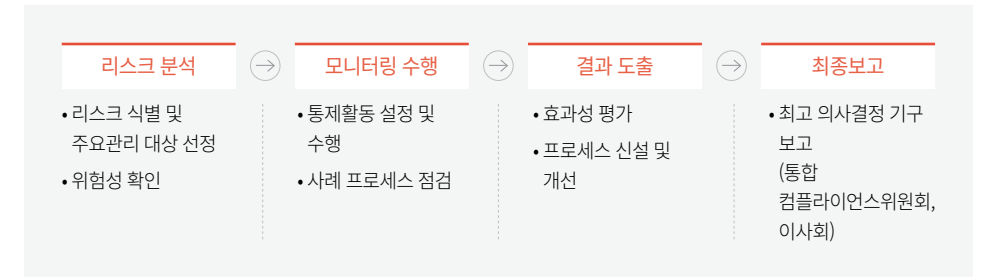 리스크 분석
• 리스크 식별 및
주요관리 대상 선정
• 위험성 확인
모니터링 수행
• 통제활동 설정 및
수행
• 사례 프로세스 점검
결과 도출
• 효과성 평가
• 프로세스 신설 및
개선
최종보고
• 최고 의사결정 기구
보고
(통합
컴플라이언스위원회,
이사회)